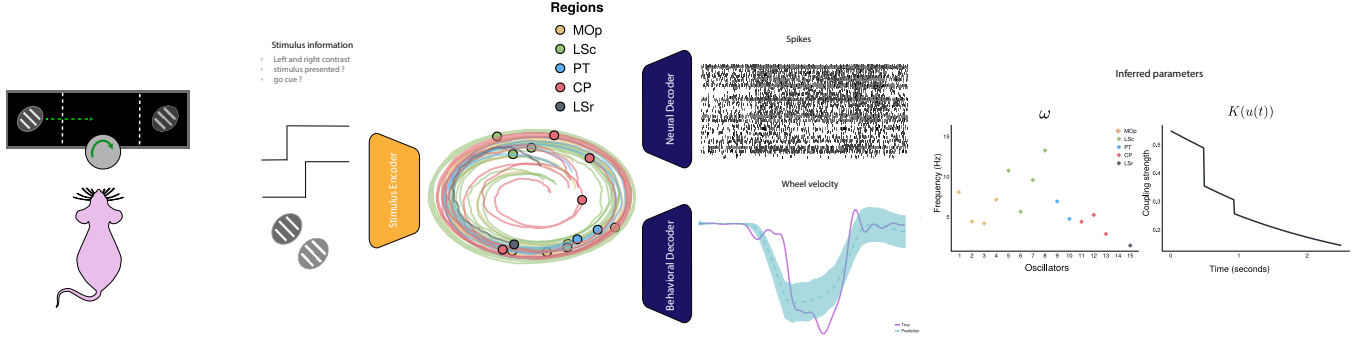 Regions
MOp
LSc
PT
CP
LSr
Stimulus information
Left and right contrast
stimulus presented ?
go cue ?
Stimulus Encoder
Neural Decoder
Behavioral Decoder
Spikes
Wheel velocity
True
Prediction
Inferred parameters
ω
Frequency (Hz)
15
10
5
1 2 3 4 5 6 7 8 9 10 11 12 13 14 15
Oscillators
MOp
LSc
PT
CP
LSr
K(u(t))
Coupling strength
0.5
0.4
0.3
0.2
0 1 2
Time (seconds)